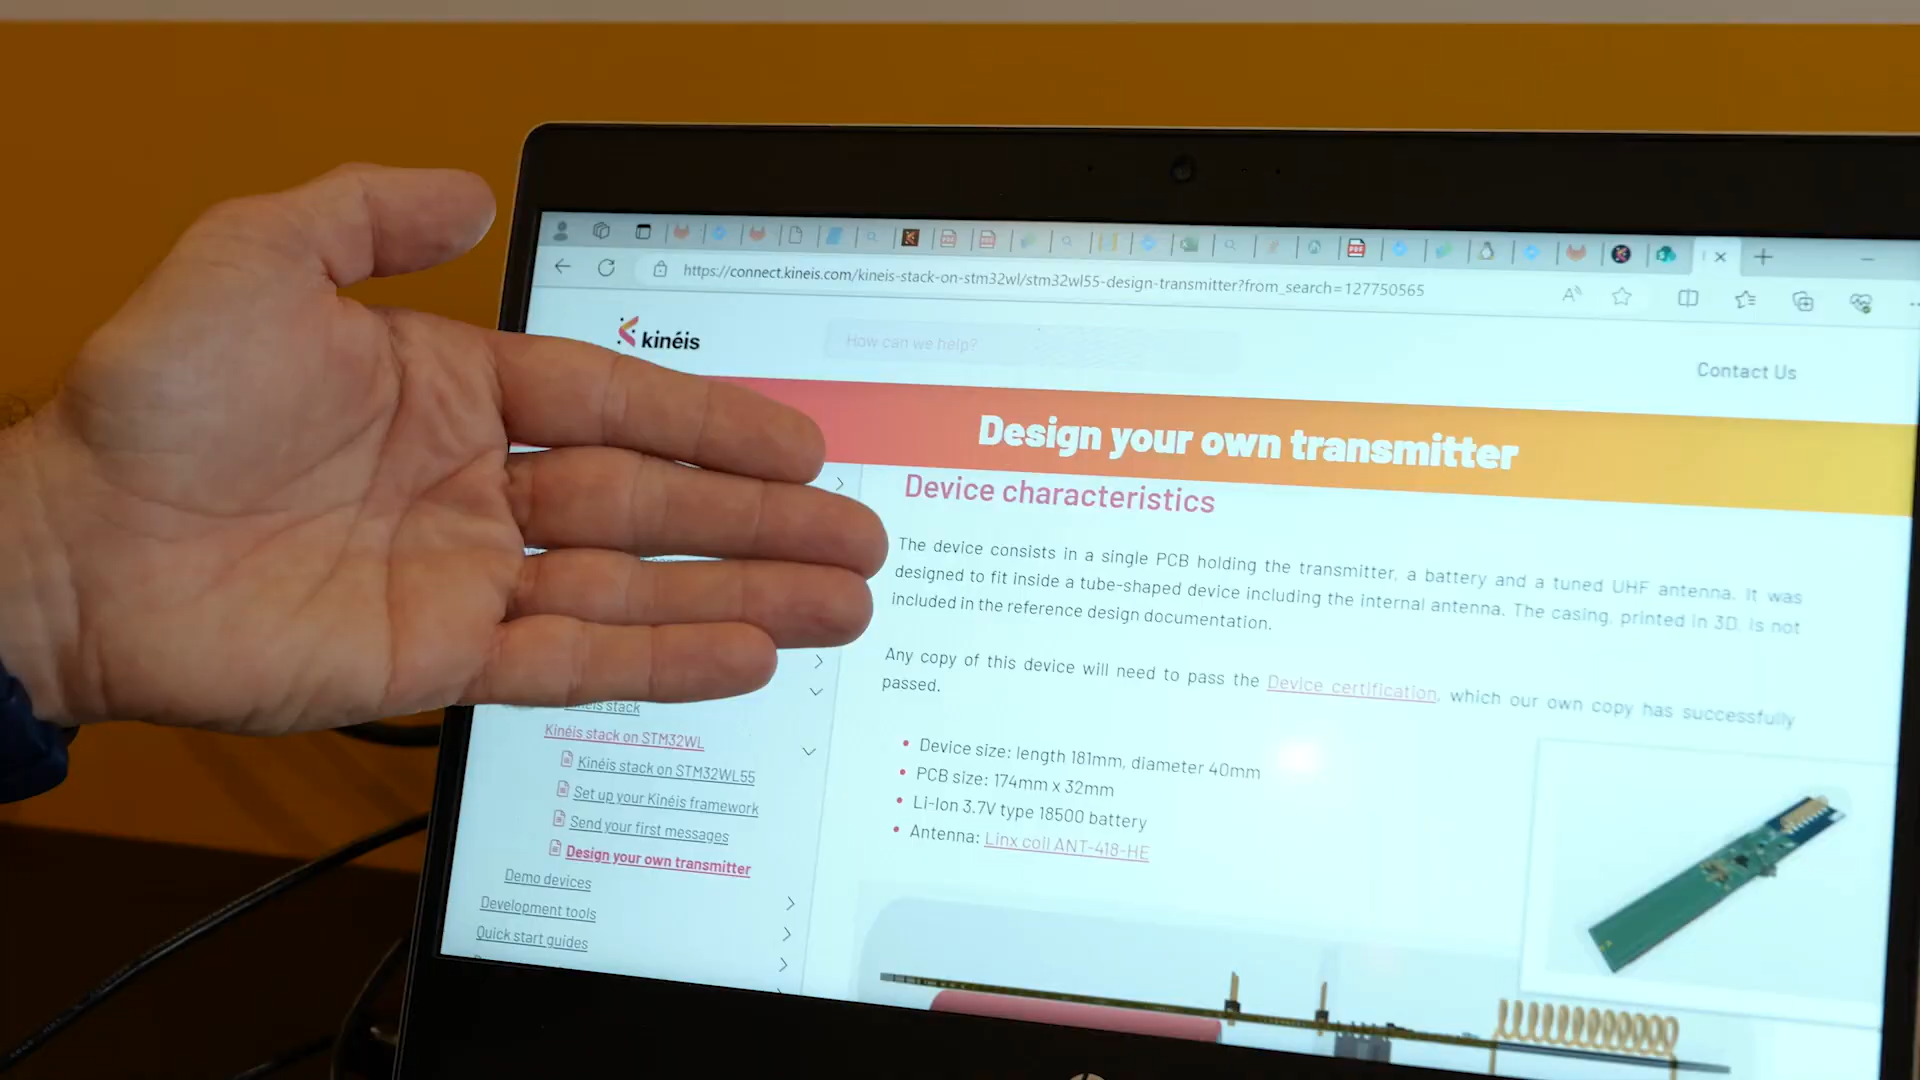 https://connect.kineis.com/kineis-stack-on-stm32wl/stm32wl55-design-transmitter?from_search=127750565
kinéis
How can we help?
Contact Us
Design your own transmitter
Device characteristics
The device consists in a single PCB holding the transmitter, a battery and a tuned UHF antenna. It was
designed to fit inside a tube-shaped device including the internal antenna. The casing, printed in 3D, is not
included in the reference design documentation.
Any copy of this device will need to pass the Device certification, which our own copy has successfully
passed.
Device size: length 181mm, diameter 40mm
PCB size: 174mm x 32mm
Li-Ion 3.7V type 18500 battery
Antenna: Linx coil ANT-418-HE
stack
Kinéis stack on STM32WL
Kinéis stack on STM32WL55
Set up your Kinéis framework
Send your first messages
Design your own transmitter
Demo devices
Development tools
Quick start guides